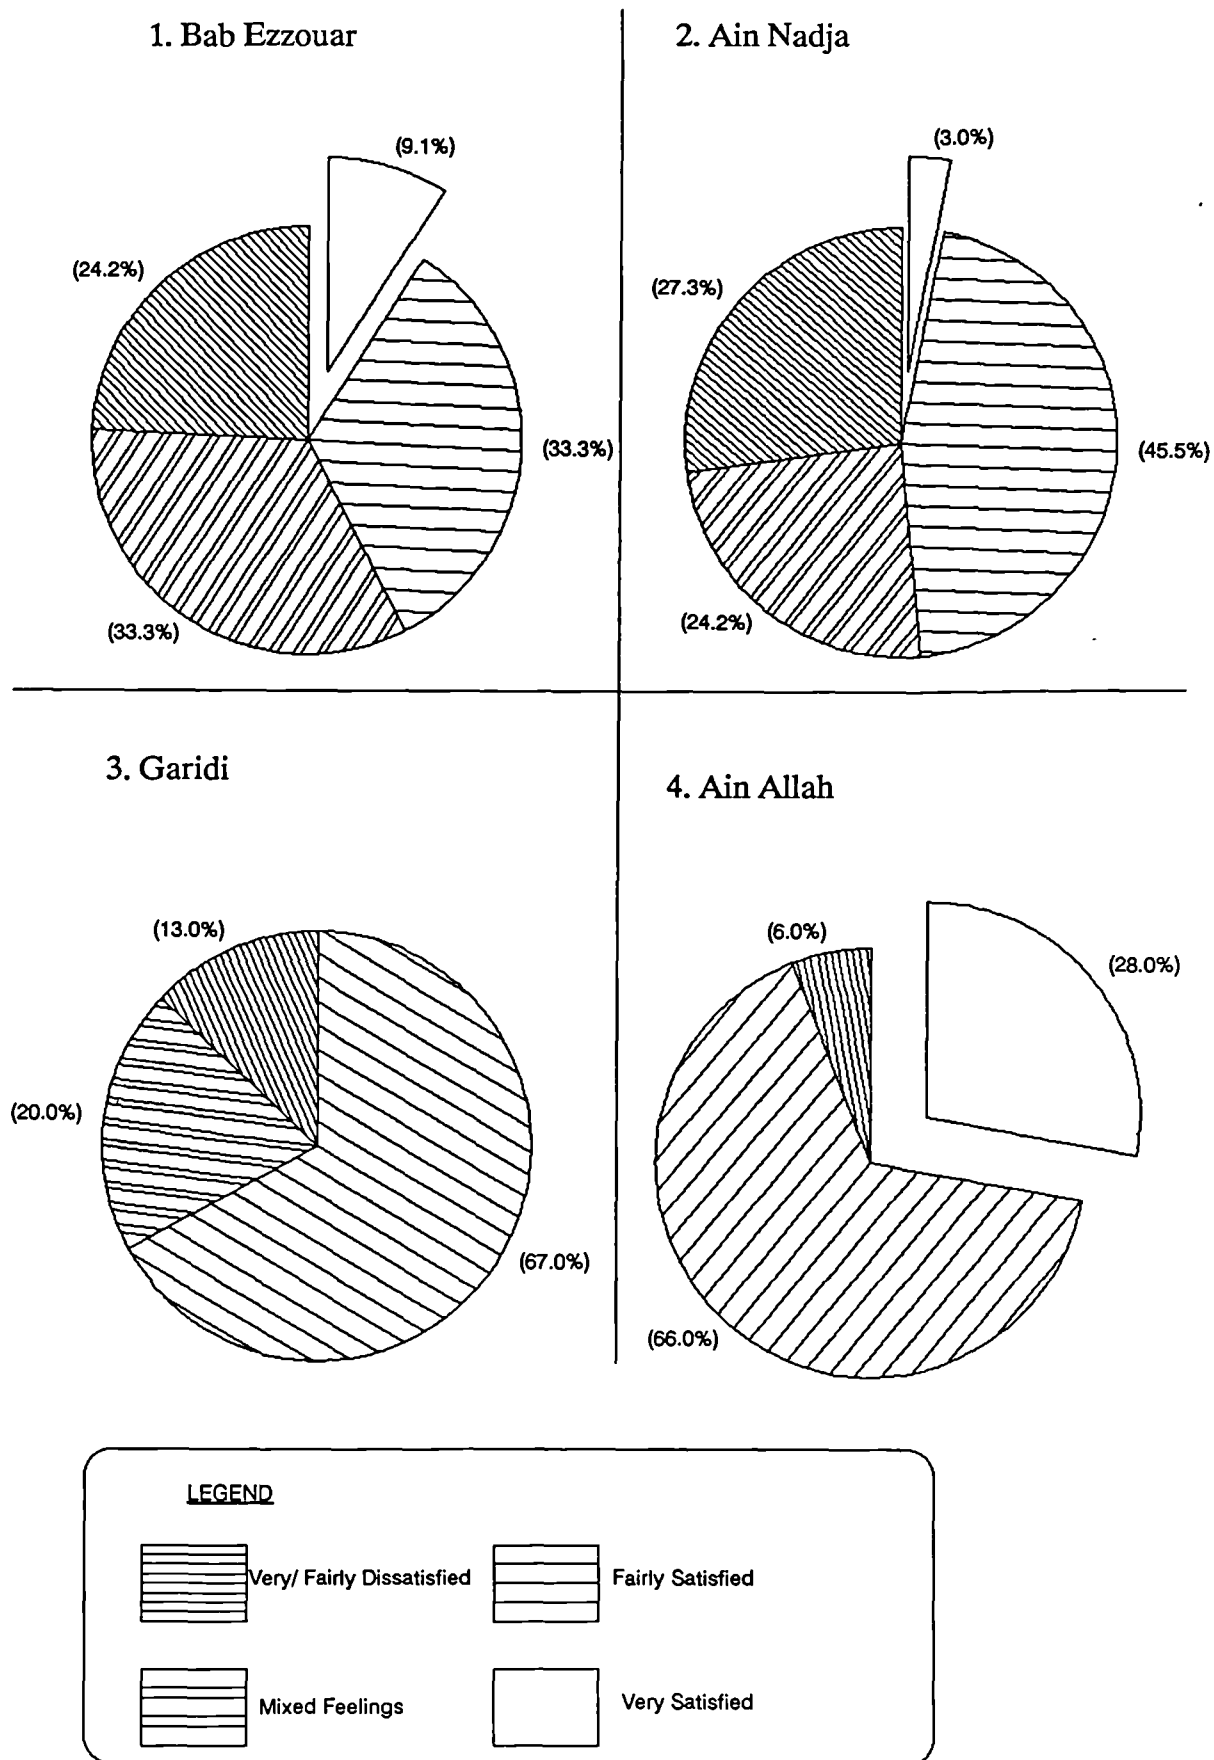 1. Bab Ezzouar
(9.1%)
(24.2%)
(33.3%)
(33.3%)
2. Ain Nadja
(3.0%)
(27.3%)
(45.5%)
(24.2%)
3. Garidi
(13.0%)
(20.0%)
(67.0%)
4. Ain Allah
(6.0%)
(28.0%)
(66.0%)
LEGEND
Very/ Fairly Dissatisfied
Fairly Satisfied
Mixed Feelings
Very Satisfied